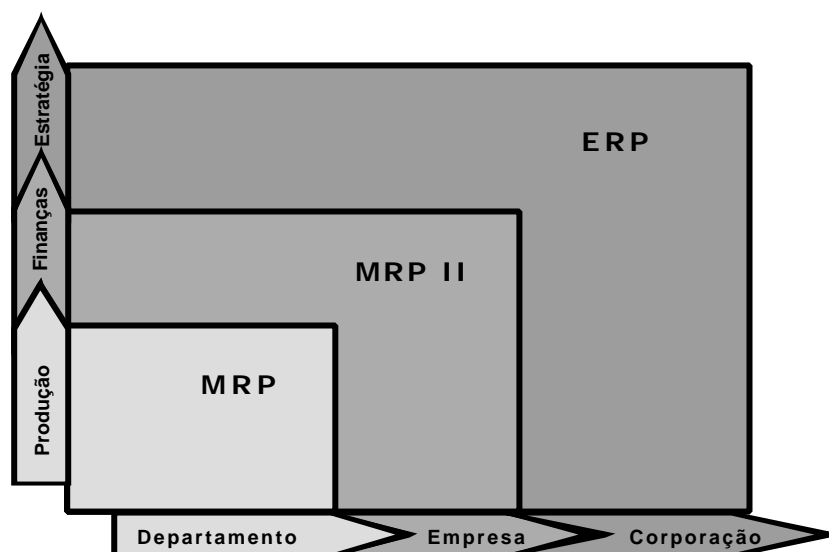 Estratégia
ERP
Finanças
MRP II
Produção
MRP
Departamento
Empresa
Corporação